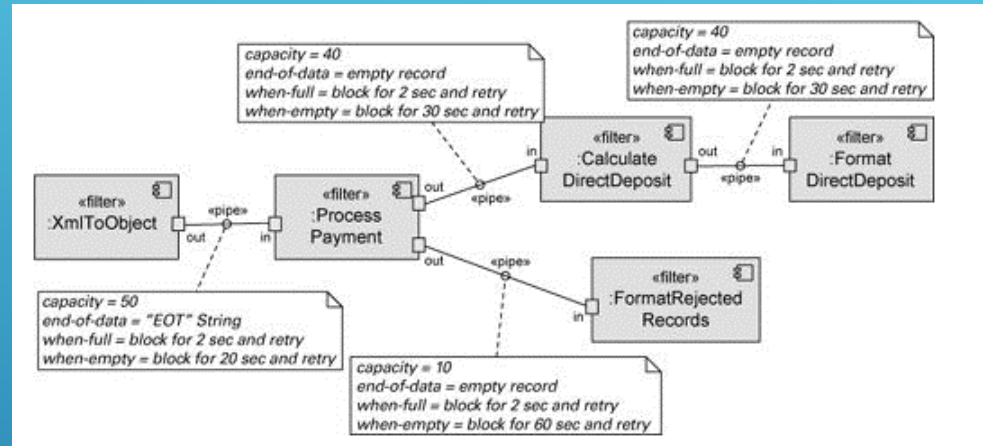 capacity = 40
end-of-data = empty record
when-full = block for 2 sec and retry
when-empty = block for 30 sec and retry
capacity = 40
end-of-data = empty record
when-full = block for 2 sec and retry
when-empty = block for 30 sec and retry
«filter»
:XmlToObject
out
«pipe»
in
«filter»
:Process
Payment
out
out
«pipe»
in
«filter»
:Calculate
DirectDeposit
out
«pipe»
in
«filter»
:Format
DirectDeposit
«pipe»
in
«filter»
:FormatRejected
Records
capacity = 50
end-of-data = "EOT" String
when-full = block for 2 sec and retry
when-empty = block for 20 sec and retry
capacity = 10
end-of-data = empty record
when-full = block for 2 sec and retry
when-empty = block for 60 sec and retry